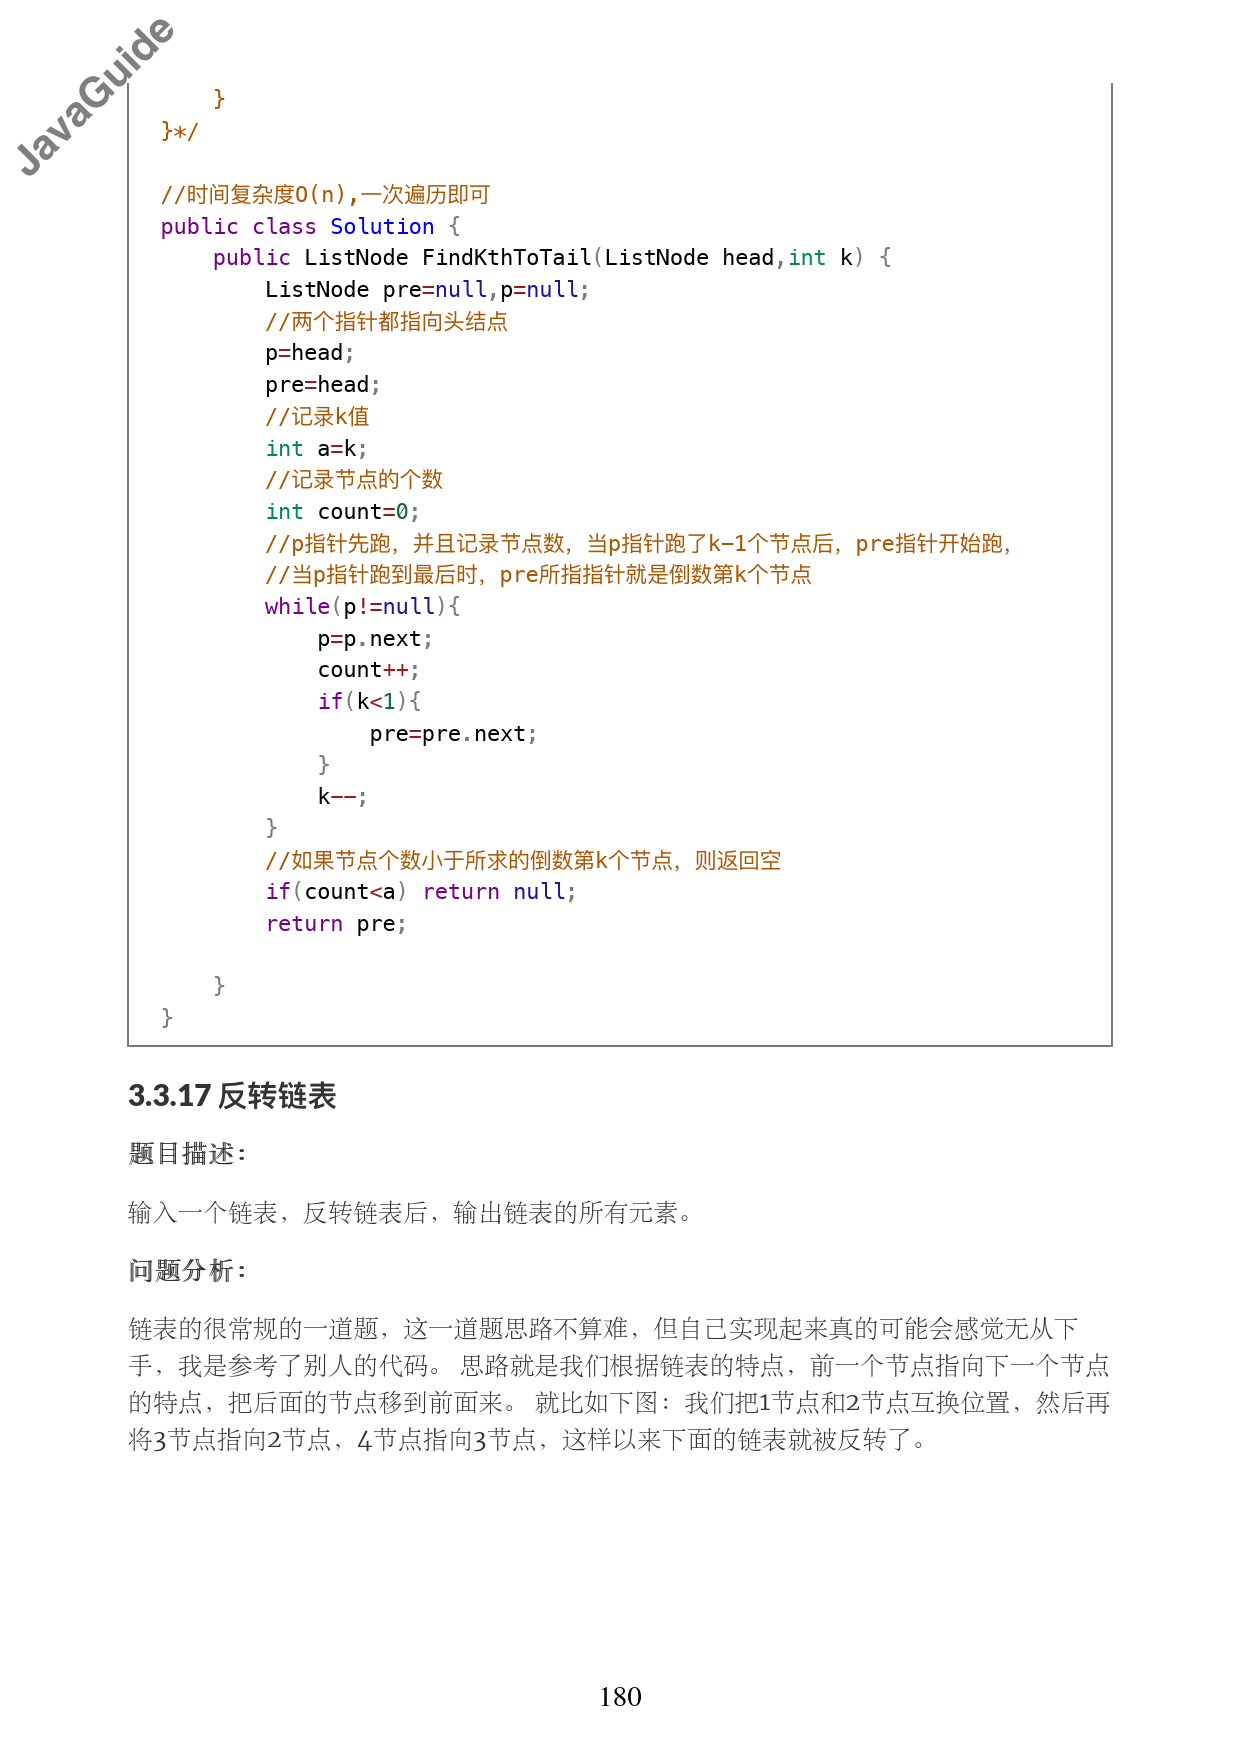 JavaGuide
    }
}*/
//时间复杂度O(n),一次遍历即可
public class Solution {
    public ListNode FindKthToTail(ListNode head,int k) {
        ListNode pre=null,p=null;
        //两个指针都指向头结点
        p=head;
        pre=head;
        //记录k值
        int a=k;
        //记录节点的个数
        int count=0;
        //p指针先跑，并且记录节点数，当p指针跑了k-1个节点后，pre指针开始跑，
        //当p指针跑到最后时，pre所指指针就是倒数第k个节点
        while(p!=null){
            p=p.next;
            count++;
            if(k<1){
                pre=pre.next;
            }
            k--;
        }
        //如果节点个数小于所求的倒数第k个节点，则返回空
        if(count<a) return null;
        return pre;
    }
}
3.3.17 反转链表
题目描述：
输入一个链表，反转链表后，输出链表的所有元素。
问题分析：
链表的很常规的一道题，这一道题思路不算难，但自己实现起来真的可能会感觉无从下
手，我是参考了别人的代码。 思路就是我们根据链表的特点，前一个节点指向下一个节点
的特点，把后面的节点移到前面来。 就比如下图：我们把1节点和2节点互换位置，然后再
将3节点指向2节点，4节点指向3节点，这样以来下面的链表就被反转了。
180